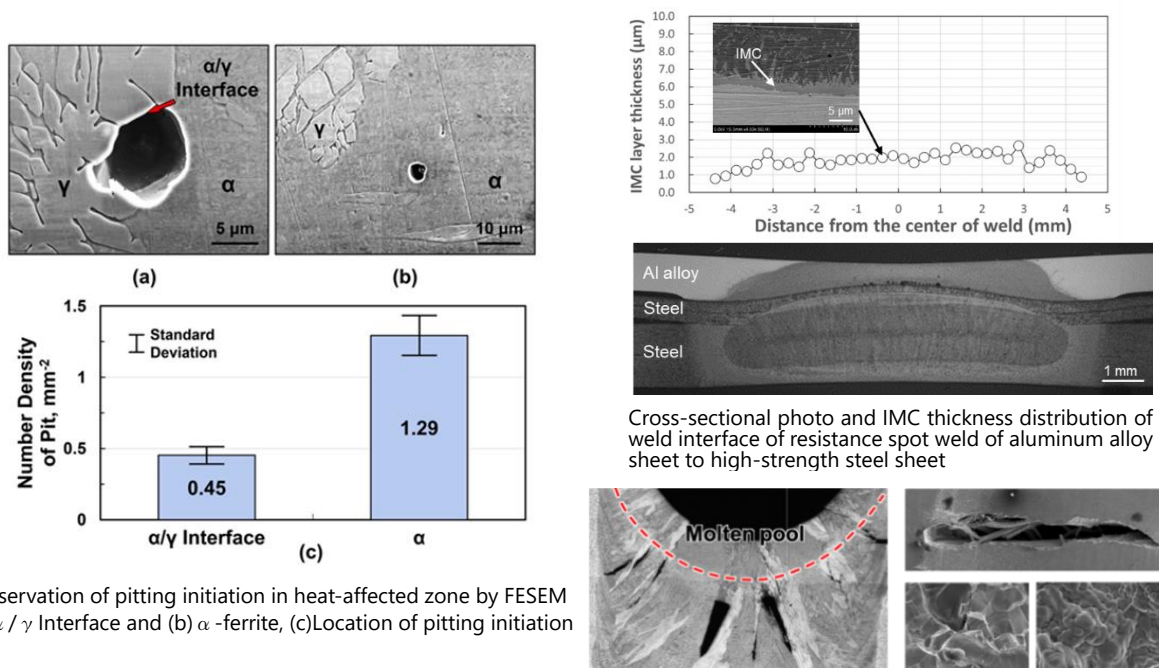 α/γ
Interface
γ
α
5 μm
γ
α
10 μm
(a)
(b)
Number Density
of Pit, mm-2
1.5
1
0.5
0
Standard
Deviation
0.45
1.29
α/γ Interface
α
(c)
servation of pitting initiation in heat-affected zone by FESEM
/ γ Interface and (b) α -ferrite, (c)Location of pitting initiation
IMC layer thickness (μm)
10.0
9.0
8.0
7.0
6.0
5.0
4.0
3.0
2.0
1.0
0.0
IMC
5 μm
-5 -4 -3 -2 -1 0 1 2 3 4 5
Distance from the center of weld (mm)
Al alloy
Steel
Steel
1 mm
Cross-sectional photo and IMC thickness distribution of
weld interface of resistance spot weld of aluminum alloy
sheet to high-strength steel sheet
Molten pool